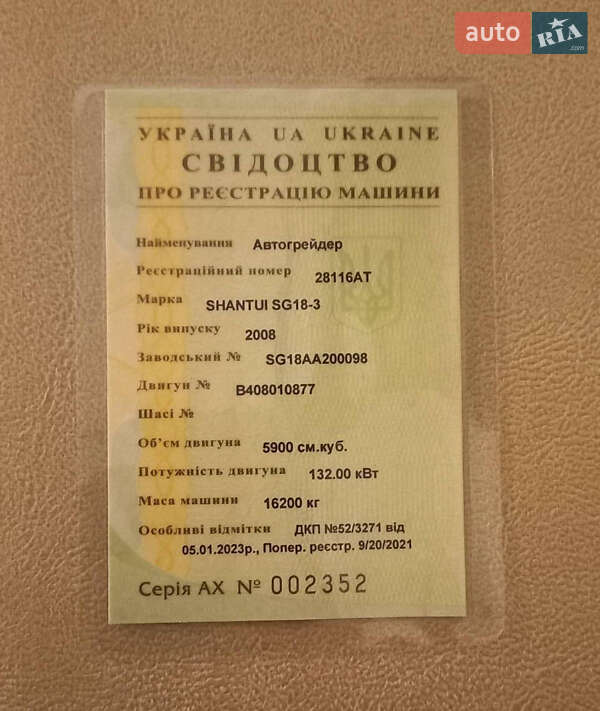 auto RIA .com
УКРАЇНА UA UKRAINE
СВІДОЦТВО
ПРО РЕЄСТРАЦІЮ МАШИНИ
Найменування Автогрейдер
Реєстраційний номер 28116АТ
Марка SHANTUI SG18-3
Рік випуску 2008
Заводський № SG18AA200098
Двигун № B408010877
Шасі №
Об'єм двигуна 5900 см.куб.
Потужність двигуна 132.00 кВт
Маса машини 16200 кг
Особливі відмітки ДКП №52/3271 від
05.01.2023р., Попер. реєстр. 9/20/2021
Серія АХ № 002352